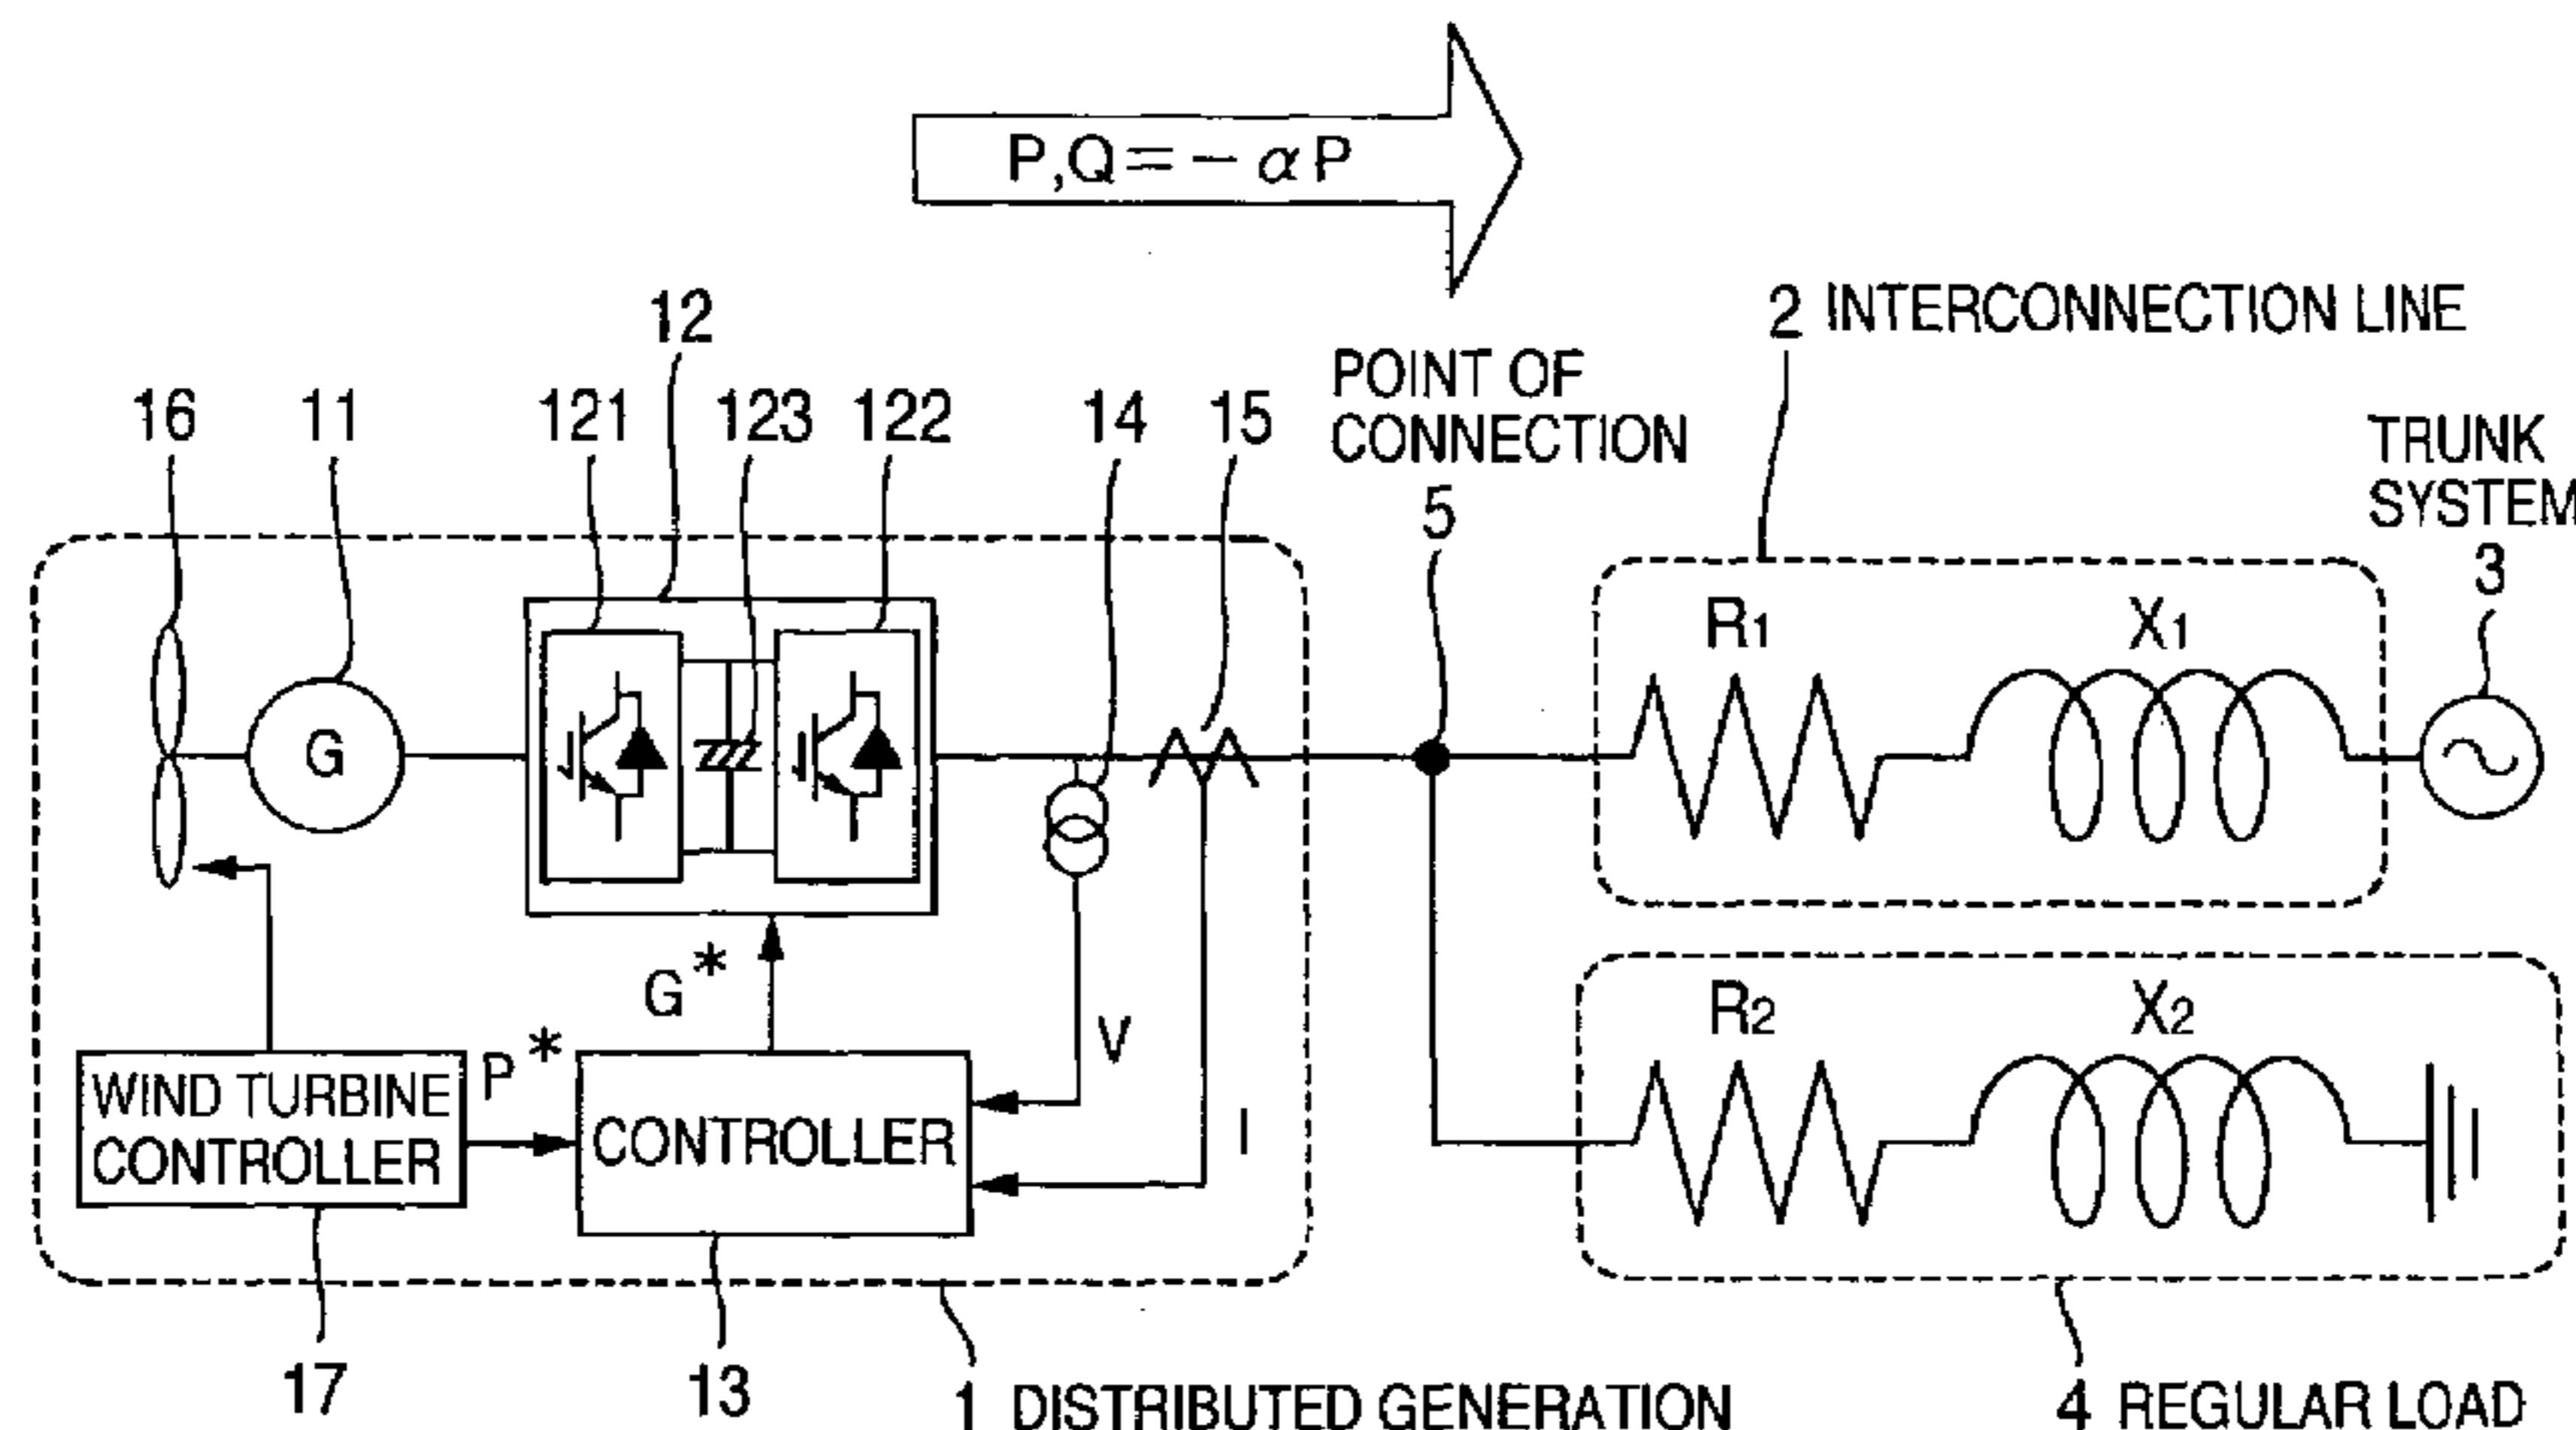 P,Q=-αP
2 INTERCONNECTION LINE
12
POINT OF
CONNECTION
5
16
11
121
123
122
14
15
TRUNK
SYSTEM
3
R1
X1
G
G*
R2
X2
V
P*
WIND TURBINE
CONTROLLER
CONTROLLER
I
17
13
1 DISTRIBUTED GENERATION
4 REGULAR LOAD